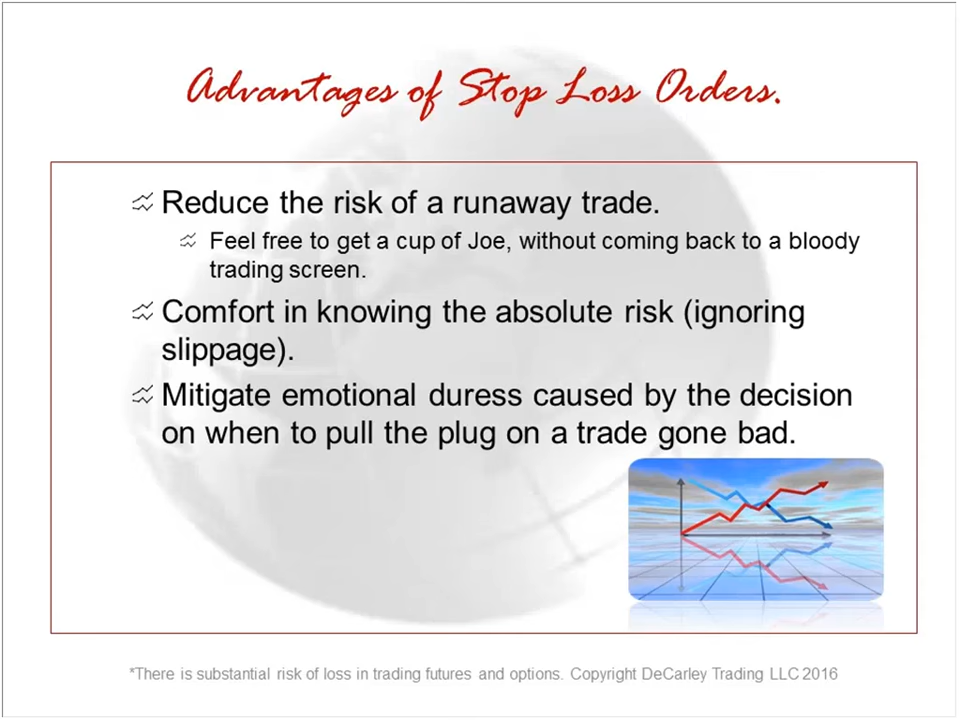 Advantages of Stop Loss Orders.
Reduce the risk of a runaway trade.
Feel free to get a cup of Joe, without coming back to a bloody
trading screen.
Comfort in knowing the absolute risk (ignoring
slippage).
Mitigate emotional duress caused by the decision
on when to pull the plug on a trade gone bad.
*There is substantial risk of loss in trading futures and options. Copyright DeCarley Trading LLC 2016